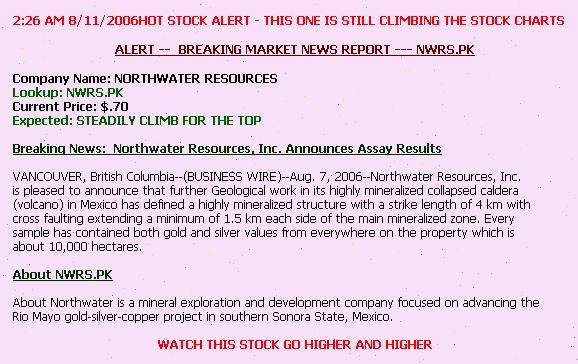 2:26 AM 8/11/2006HOT STOCK ALERT - THIS ONE IS STILL CLIMBING THE STOCK CHARTS
ALERT -- BREAKING MARKET NEWS REPORT --- NWRS.PK
Company Name: NORTHWATER RESOURCES
Lookup: NWRS.PK
Current Price: $.70
Expected: STEADILY CLIMB FOR THE TOP
Breaking News: Northwater Resources, Inc. Announces Assay Results
VANCOUVER, British Columbia--(BUSINESS WIRE)--Aug. 7, 2006--Northwater Resources, Inc.
is pleased to announce that further Geological work in its highly mineralized collapsed caldera
(volcano) in Mexico has defined a highly mineralized structure with a strike length of 4 km with
cross faulting extending a minimum of 1.5 km each side of the main mineralized zone. Every
sample has contained both gold and silver values from everywhere on the property which is
about 10,000 hectares.
About NWRS.PK
About Northwater is a mineral exploration and development company focused on advancing the
Rio Mayo gold-silver-copper project in southern Sonora State, Mexico.
WATCH THIS STOCK GO HIGHER AND HIGHER